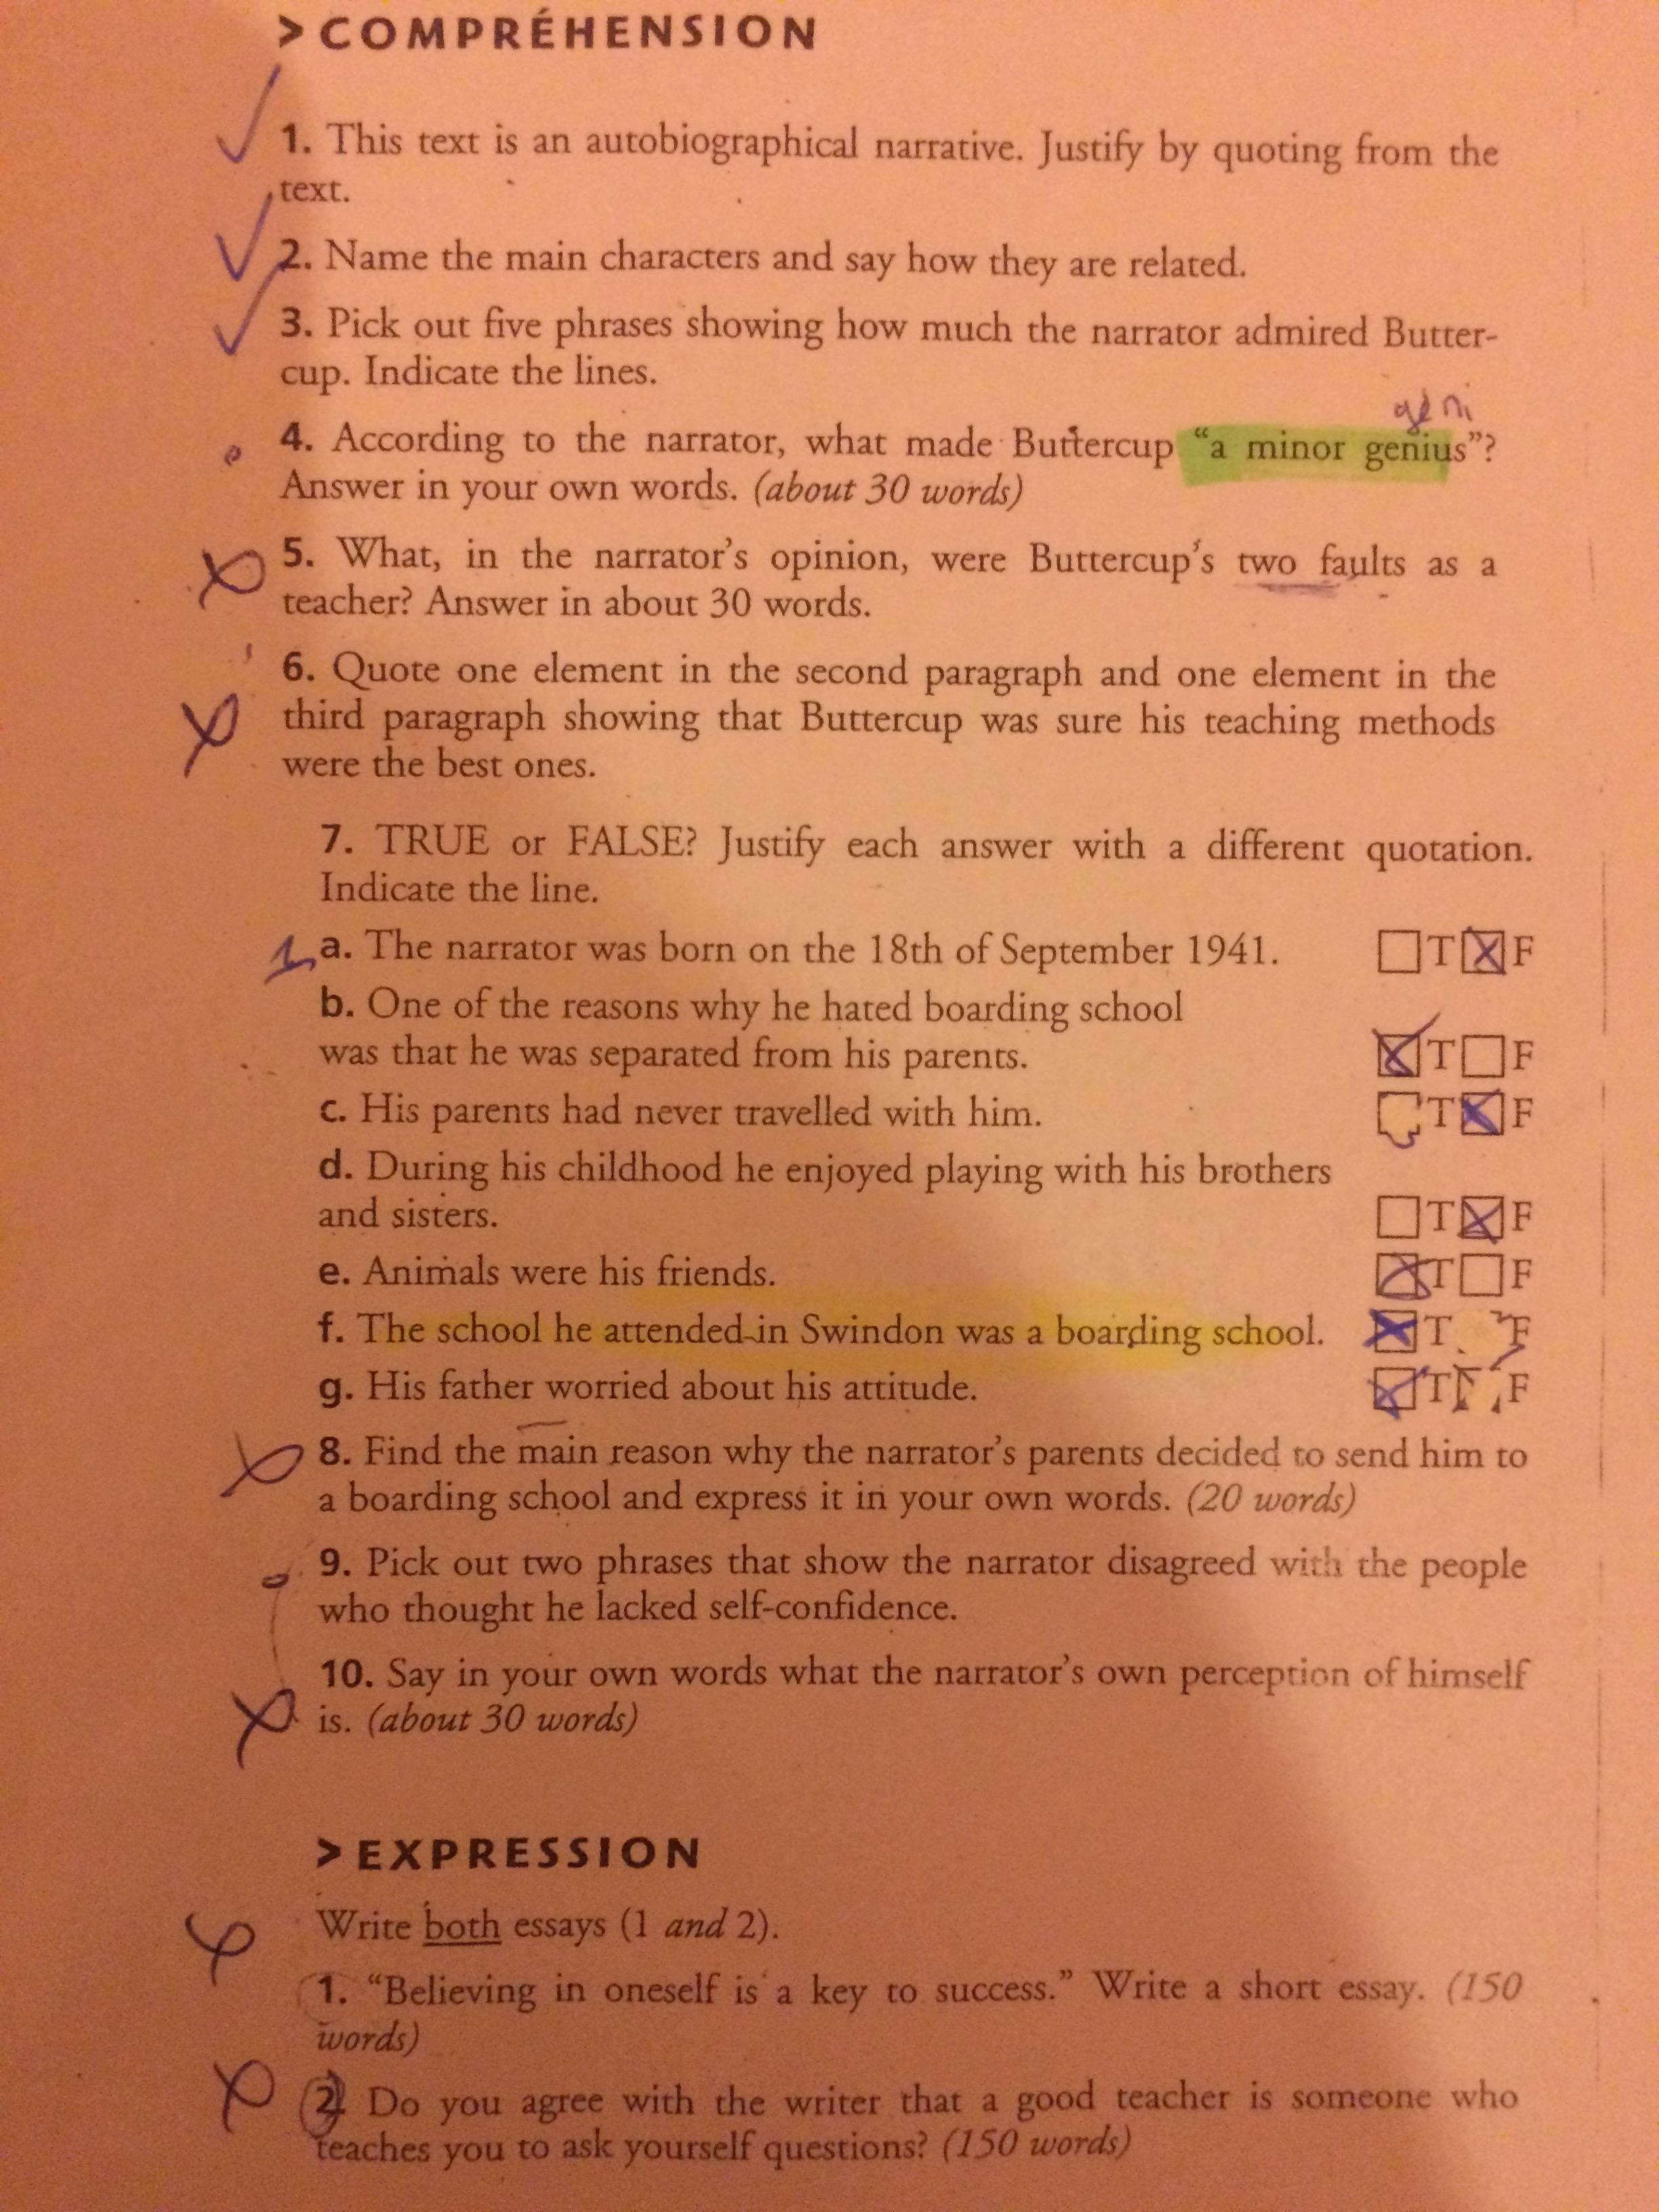 > COMPRÉHENSION
1. This text is an autobiographical narrative. Justify by quoting from the
text.
2. Name the main characters and say how they are related.
3. Pick out five phrases showing how much the narrator admired Butter-
cup. Indicate the lines.
géni
4. According to the narrator, what made Buttercup “a minor genius”?
Answer in your own words. (about 30 words)
5. What, in the narrator’s opinion, were Buttercup’s two faults as a
teacher? Answer in about 30 words.
6. Quote one element in the second paragraph and one element in the
third paragraph showing that Buttercup was sure his teaching methods
were the best ones.
7. TRUE or FALSE? Justify each answer with a different quotation.
Indicate the line.
a. The narrator was born on the 18th of September 1941. T F
b. One of the reasons why he hated boarding school
was that he was separated from his parents. T F
c. His parents had never travelled with him. T F
d. During his childhood he enjoyed playing with his brothers
and sisters. T F
e. Animals were his friends. T F
f. The school he attended in Swindon was a boarding school. T F
g. His father worried about his attitude. T F
8. Find the main reason why the narrator’s parents decided to send him to
a boarding school and express it in your own words. (20 words)
9. Pick out two phrases that show the narrator disagreed with the people
who thought he lacked self-confidence.
10. Say in your own words what the narrator’s own perception of himself
is. (about 30 words)
> EXPRESSION
Write both essays (1 and 2).
1. “Believing in oneself is a key to success.” Write a short essay. (150
words)
2. Do you agree with the writer that a good teacher is someone who
teaches you to ask yourself questions? (150 words)